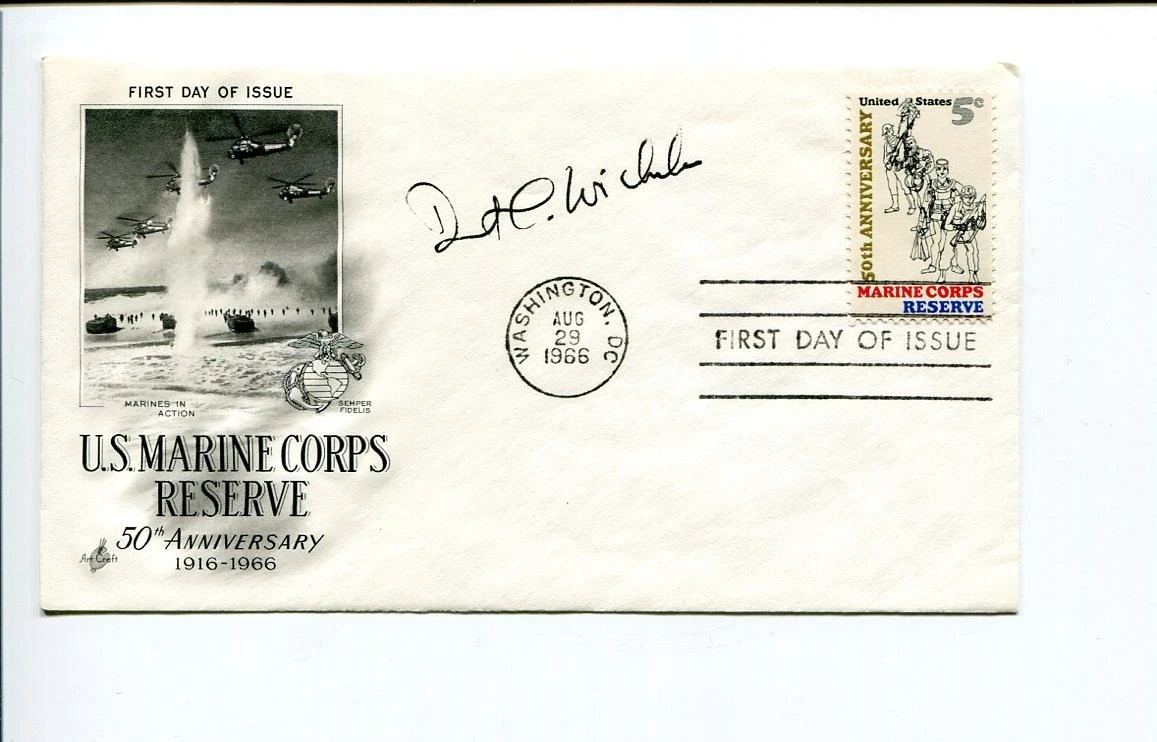 FIRST DAY OF ISSUE
MARINES IN
ACTION
SEMPER
FIDELIS
U.S. MARINE CORPS
RESERVE
50th ANNIVERSARY
1916-1966
Art Craft
C.
WASHINGTON, DC
AUG
29
1966
United States 5c
50th ANNIVERSARY
MARINE CORPS
RESERVE
FIRST DAY OF ISSUE